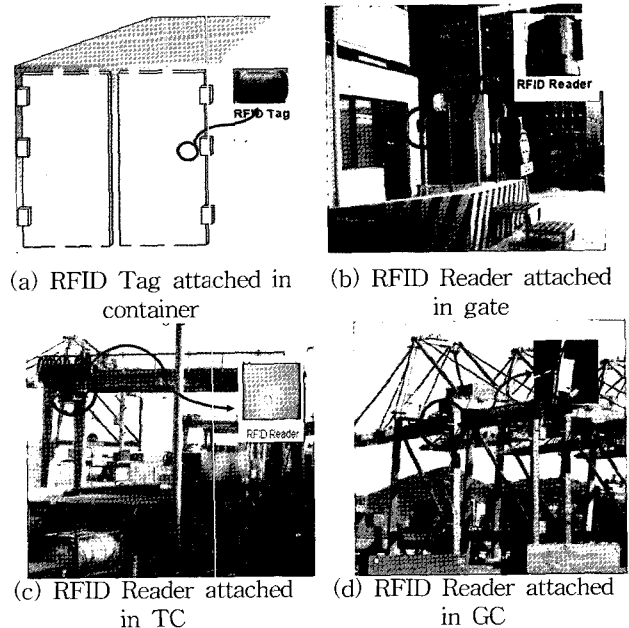 RFID Tag
RFID Reader
(a) RFID Tag attached in
container
(b) RFID Reader attached
in gate
RFID Reader
(c) RFID Reader attached
in TC
(d) RFID Reader attached
in GC